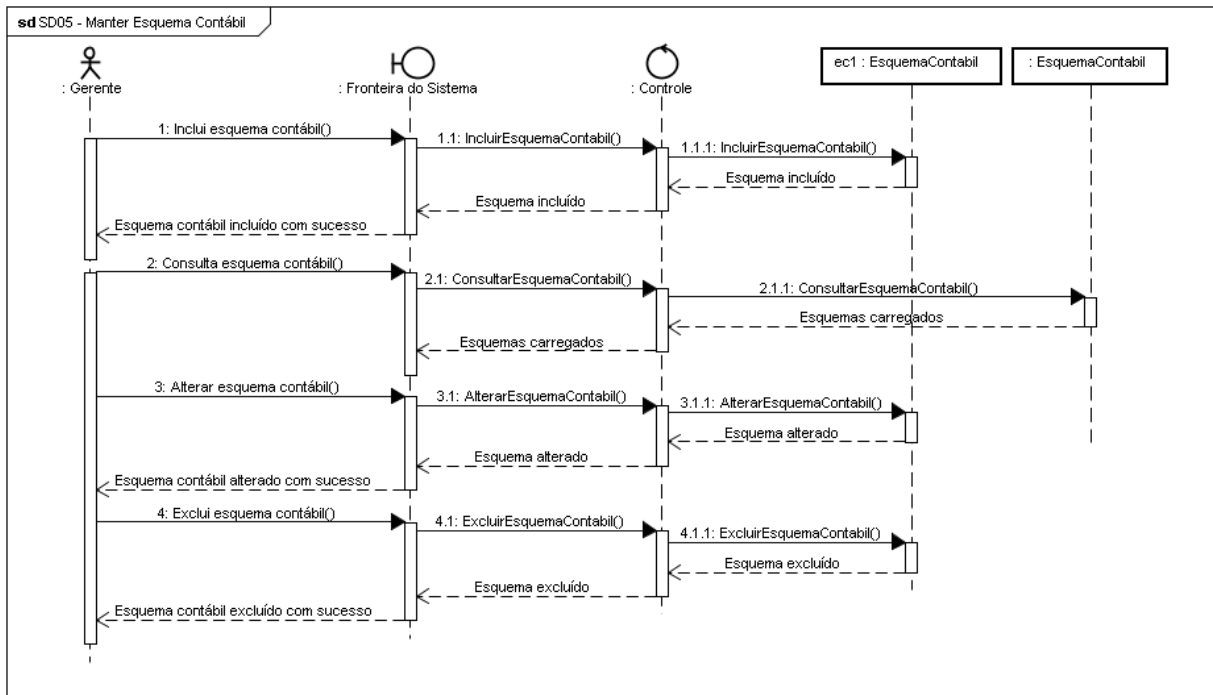 sd SD05 - Manter Esquema Contábil
: Gerente
: Fronteira do Sistema
: Controle
ec1 : EsquemaContabil
: EsquemaContabil
1: Inclui esquema contábil()
1.1: IncluirEsquemaContabil()
1.1.1: IncluirEsquemaContabil()
Esquema incluído
Esquema incluído
Esquema contábil incluído com sucesso
2: Consulta esquema contábil()
2.1: ConsultarEsquemaContabil()
2.1.1: ConsultarEsquemaContabil()
Esquemas carregados
Esquemas carregados
3: Alterar esquema contábil()
3.1: AlterarEsquemaContabil()
3.1.1: AlterarEsquemaContabil()
Esquema alterado
Esquema alterado
Esquema contábil alterado com sucesso
4: Exclui esquema contábil()
4.1: ExcluirEsquemaContabil()
4.1.1: ExcluirEsquemaContabil()
Esquema excluído
Esquema excluído
Esquema contábil excluído com sucesso